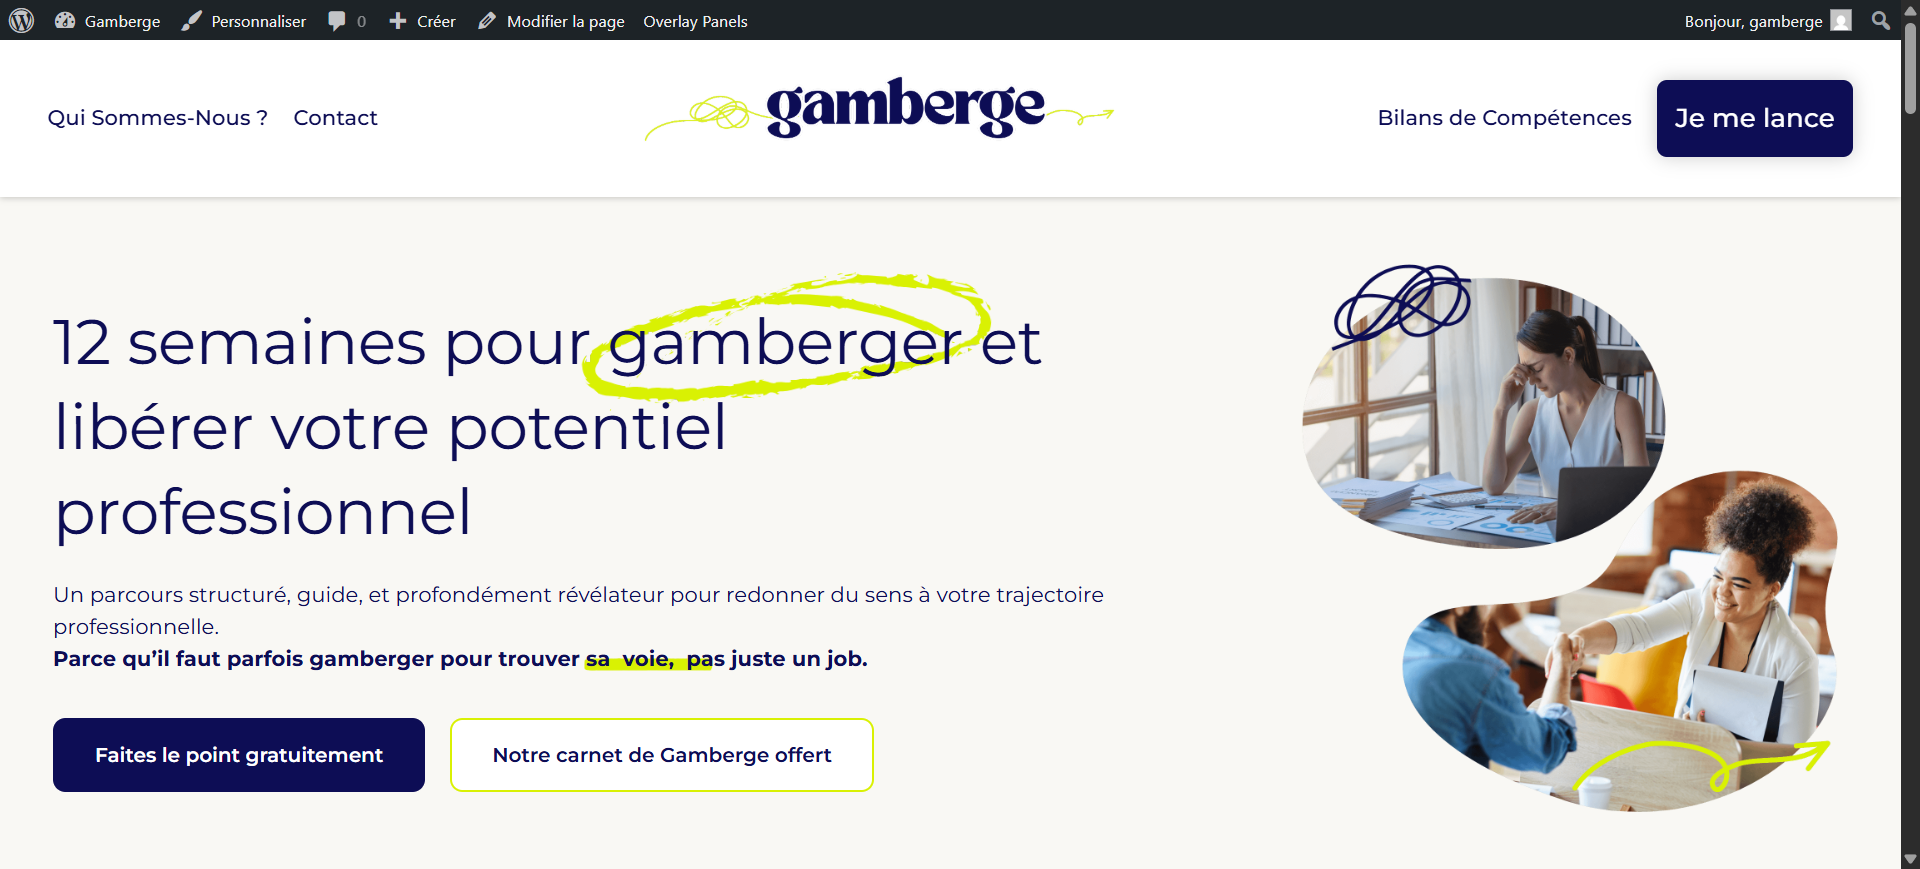 Gamberge Personnaliser 0 Créer Modifier la page Overlay Panels Bonjour, gamberge
Qui Sommes-Nous ? Contact gamberge Bilans de Compétences Je me lance
12 semaines pour gamberger et
libérer votre potentiel
professionnel
Un parcours structuré, guide, et profondément révélateur pour redonner du sens à votre trajectoire
professionnelle.
Parce qu’il faut parfois gamberger pour trouver sa voie, pas juste un job.
Faites le point gratuitement Notre carnet de Gamberge offert